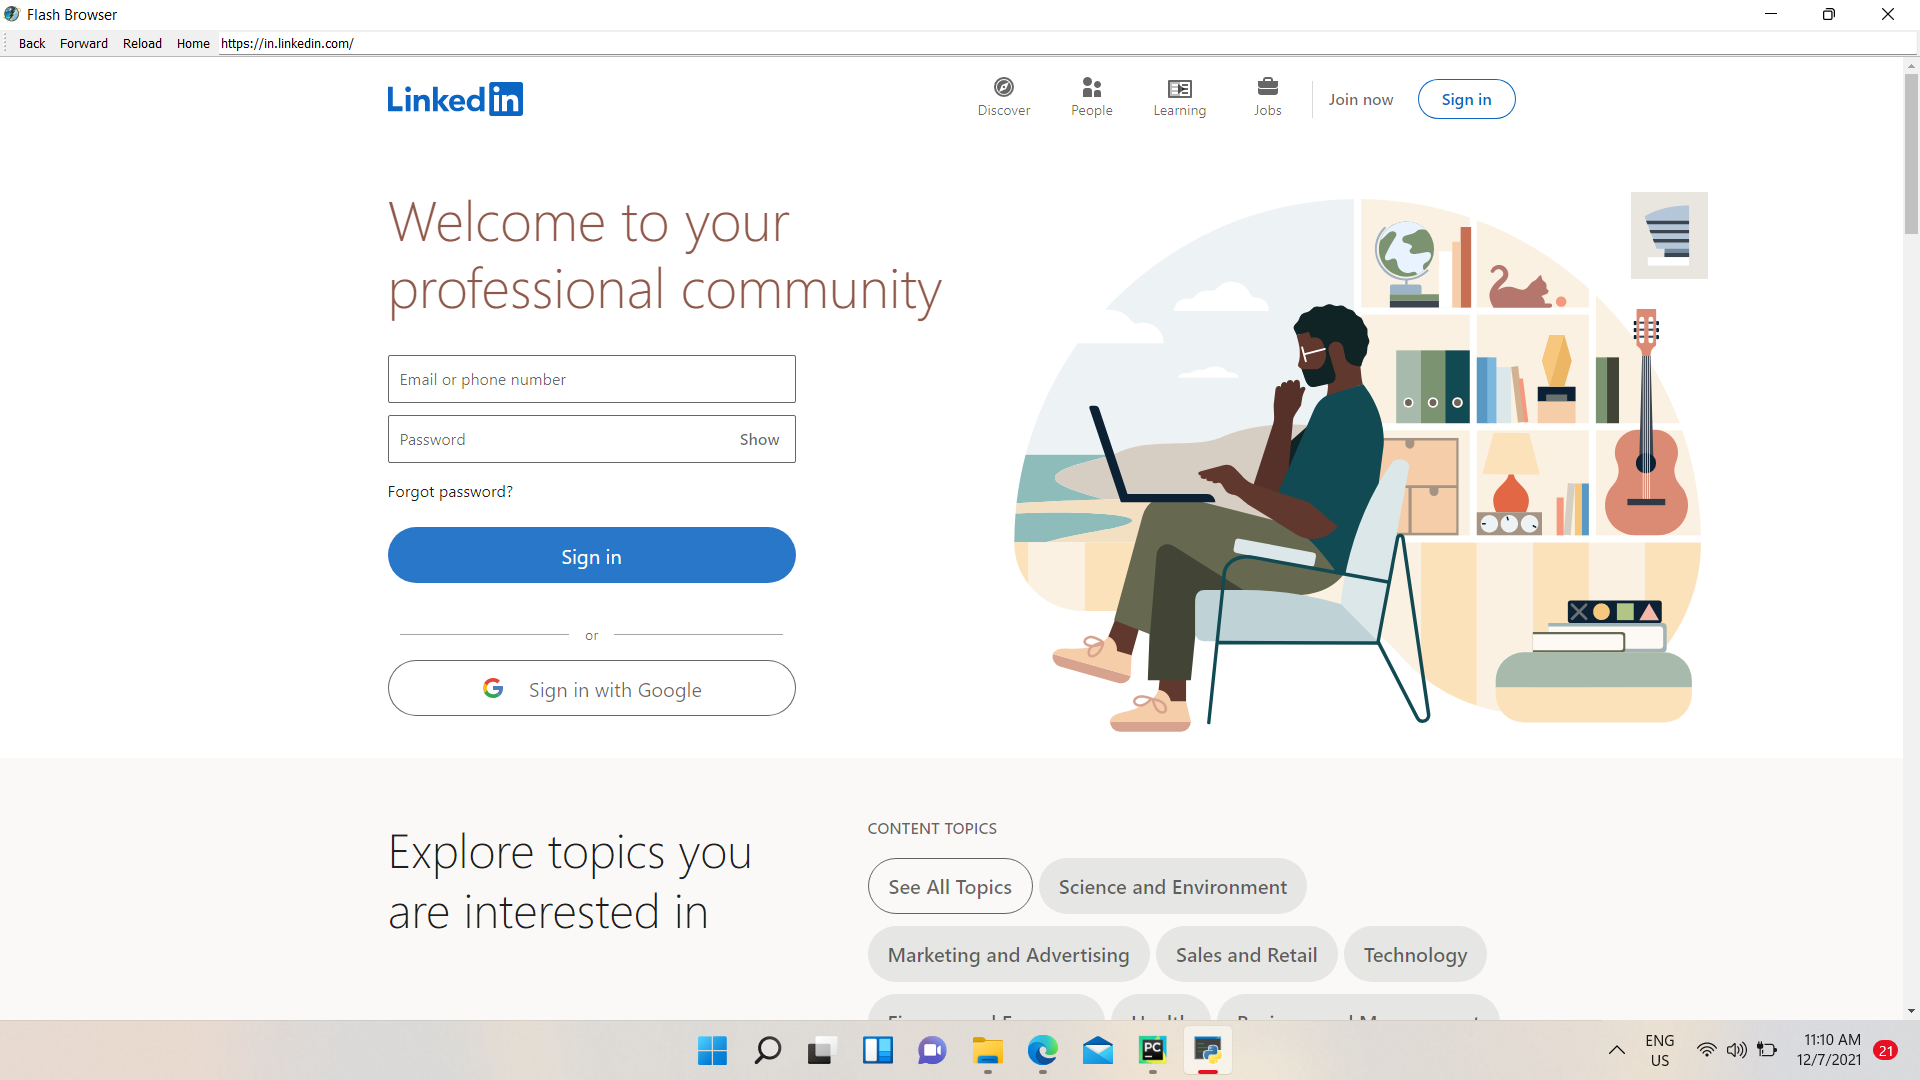 Flash Browser
Back Forward Reload Home https://in.linkedin.com/
Linked in
Discover People Learning Jobs Join now Sign in
Welcome to your
professional community
Email or phone number
Password Show
Forgot password?
Sign in
or
G Sign in with Google
Explore topics you
are interested in
CONTENT TOPICS
See All Topics Science and Environment
Marketing and Advertising Sales and Retail Technology
PC
ENG
US
11:10 AM
12/7/2021
21